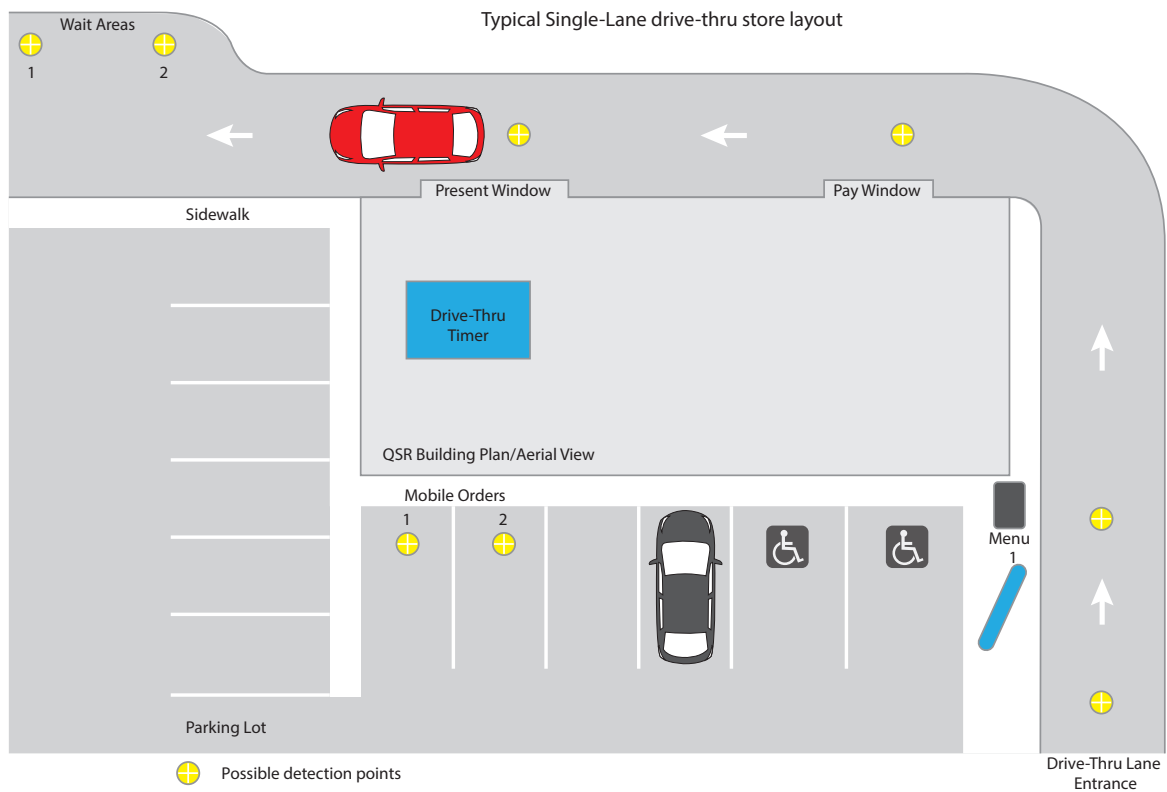 Typical Single-Lane drive-thru store layout
Wait Areas
1
2
Present Window
Pay Window
Sidewalk
Drive-Thru
Timer
QSR Building Plan/Aerial View
Mobile Orders
1
2
Menu
1
Parking Lot
Possible detection points
Drive-Thru Lane
Entrance